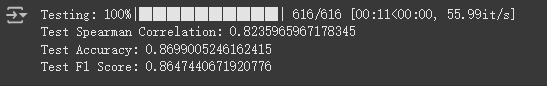 Testing: 100%|██████████| 616/616 [00:11<00:00, 55.99it/s]
Test Spearman Correlation: 0.8235965967178345
Test Accuracy: 0.8699005246162415
Test F1 Score: 0.8647440671920776